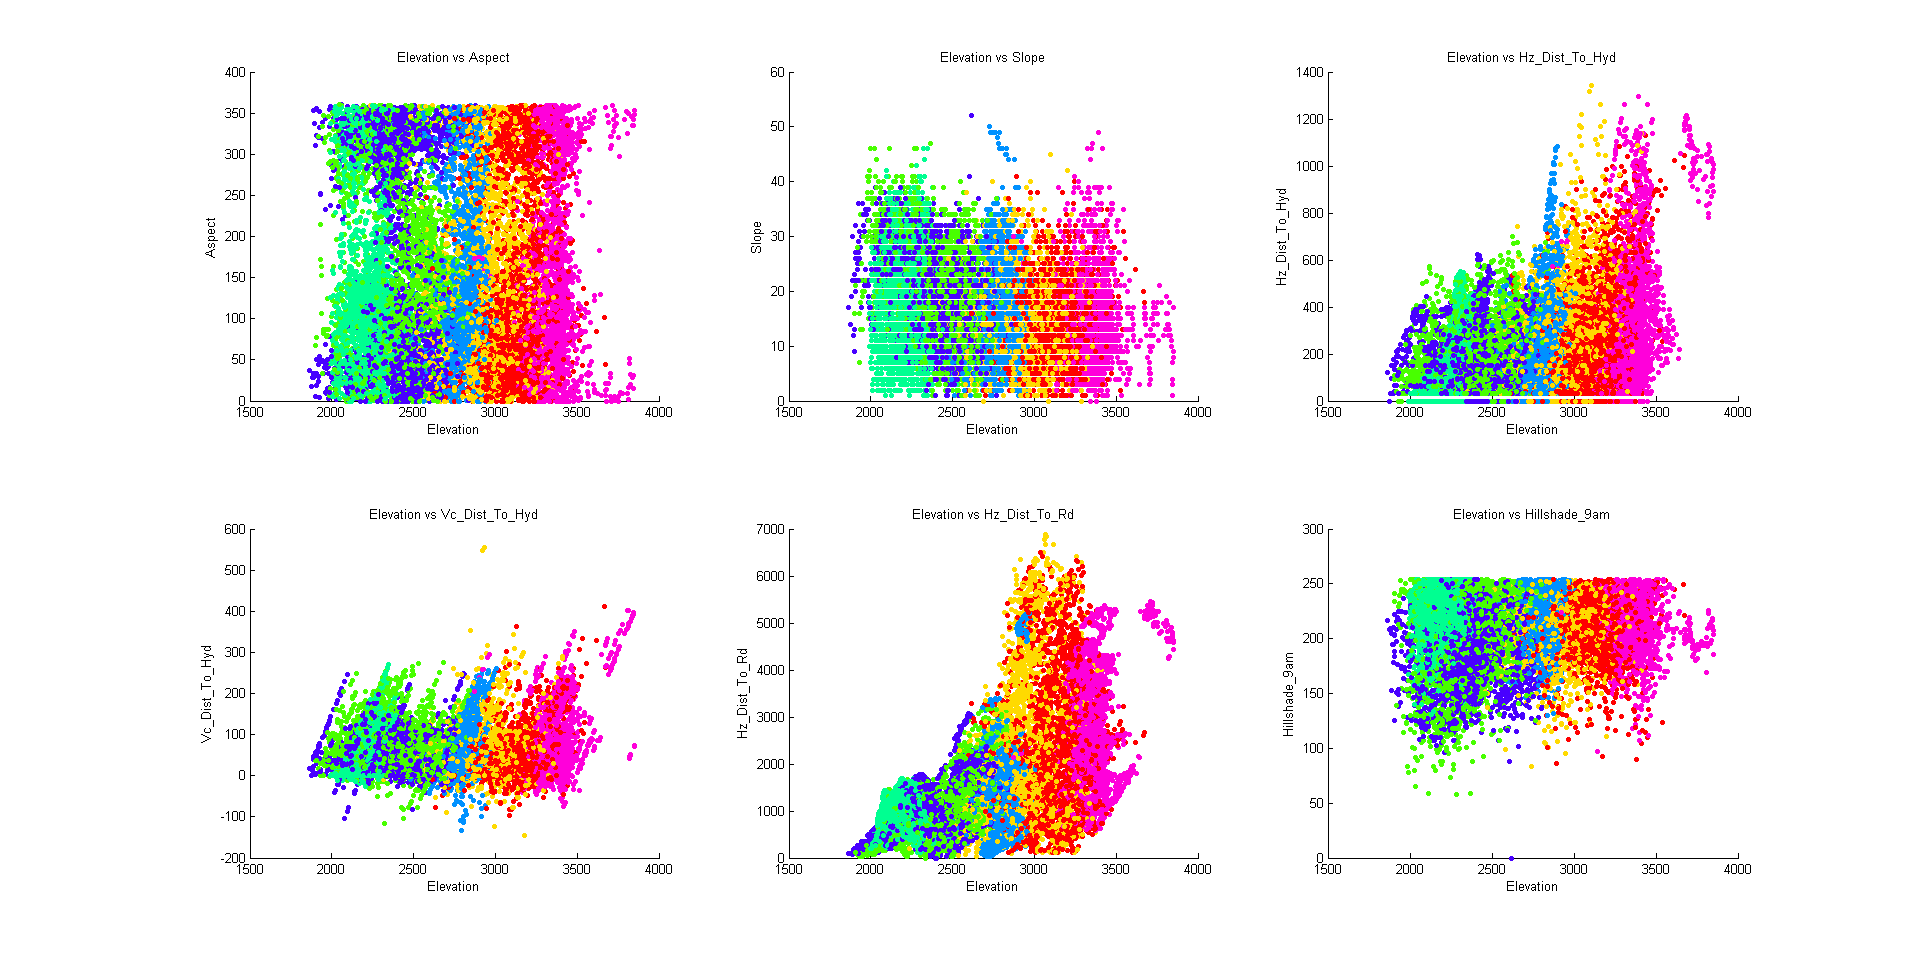 Elevation vs Aspect
400
350
300
250
200
150
100
50
0
Aspect
1500 2000 2500 3000 3500 4000
Elevation
Elevation vs Slope
60
50
40
30
20
10
0
Slope
1500 2000 2500 3000 3500 4000
Elevation
Elevation vs Hz_Dist_To_Hyd
1400
1200
1000
800
600
400
200
0
Hz_Dist_To_Hyd
1500 2000 2500 3000 3500 4000
Elevation
Elevation vs Vc_Dist_To_Hyd
600
500
400
300
200
100
0
-100
-200
Vc_Dist_To_Hyd
1500 2000 2500 3000 3500 4000
Elevation
Elevation vs Hz_Dist_To_Rd
7000
6000
5000
4000
3000
2000
1000
0
Hz_Dist_To_Rd
1500 2000 2500 3000 3500 4000
Elevation
Elevation vs Hillshade_9am
300
250
200
150
100
50
0
Hillshade_9am
1500 2000 2500 3000 3500 4000
Elevation